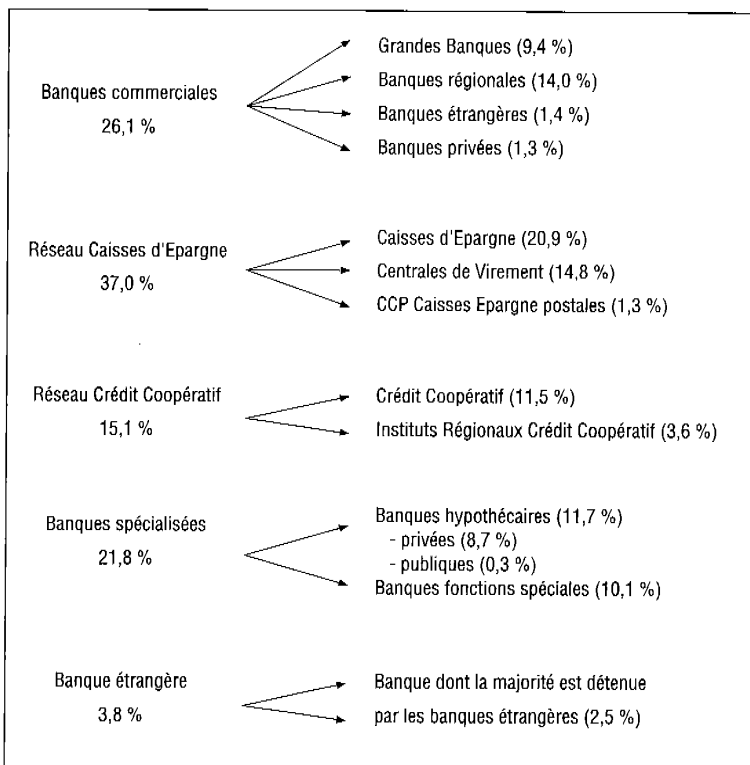 Banques commerciales
26,1 %
Grandes Banques (9,4 %)
Banques régionales (14,0 %)
Banques étrangères (1,4 %)
Banques privées (1,3 %)
Réseau Caisses d'Epargne
37,0 %
Caisses d'Epargne (20,9 %)
Centrales de Virement (14,8 %)
CCP Caisses Epargne postales (1,3 %)
Réseau Crédit Coopératif
15,1 %
Crédit Coopératif (11,5 %)
Instituts Régionaux Crédit Coopératif (3,6 %)
Banques spécialisées
21,8 %
Banques hypothécaires (11,7 %)
- privées (8,7 %)
- publiques (0,3 %)
Banques fonctions spéciales (10,1 %)
Banque étrangère
3,8 %
Banque dont la majorité est détenue
par les banques étrangères (2,5 %)